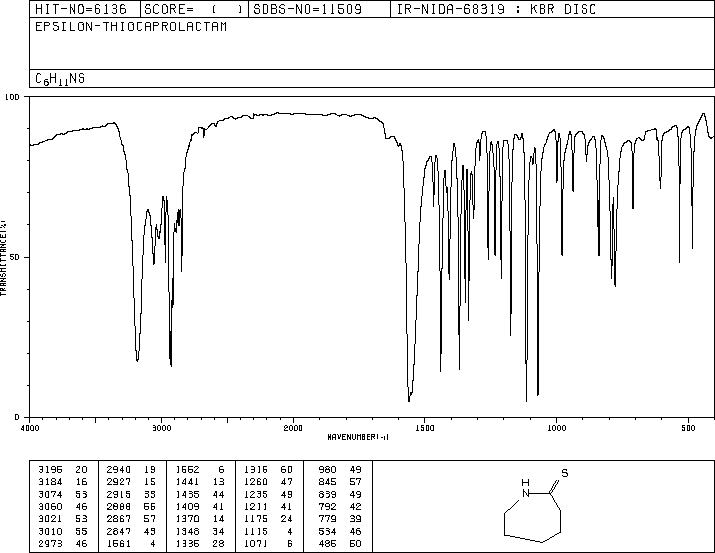 HIT-NO=6136 SCORE= ( ) SDBS-NO=11509 IR-NIDA-68319 : KBR DISC
EPSILON-THIOCAPROLACTAM
C6H11NS
100
TRANSMITTANCE(%)
50
0
4000 3000 2000 1500 1000 500
WAVENUMBER(-1)
3195 20 2940 19 1552 6 1316 60 980 49
3184 16 2927 15 1441 13 1260 47 845 57
3074 53 2915 35 1435 44 1235 49 839 49
3060 46 2888 55 1409 41 1211 41 792 42
3021 53 2867 57 1370 14 1175 24 779 39
3010 55 2847 43 1348 34 1115 4 534 46
2973 46 1561 4 1335 28 1071 6 486 50
S
H
N